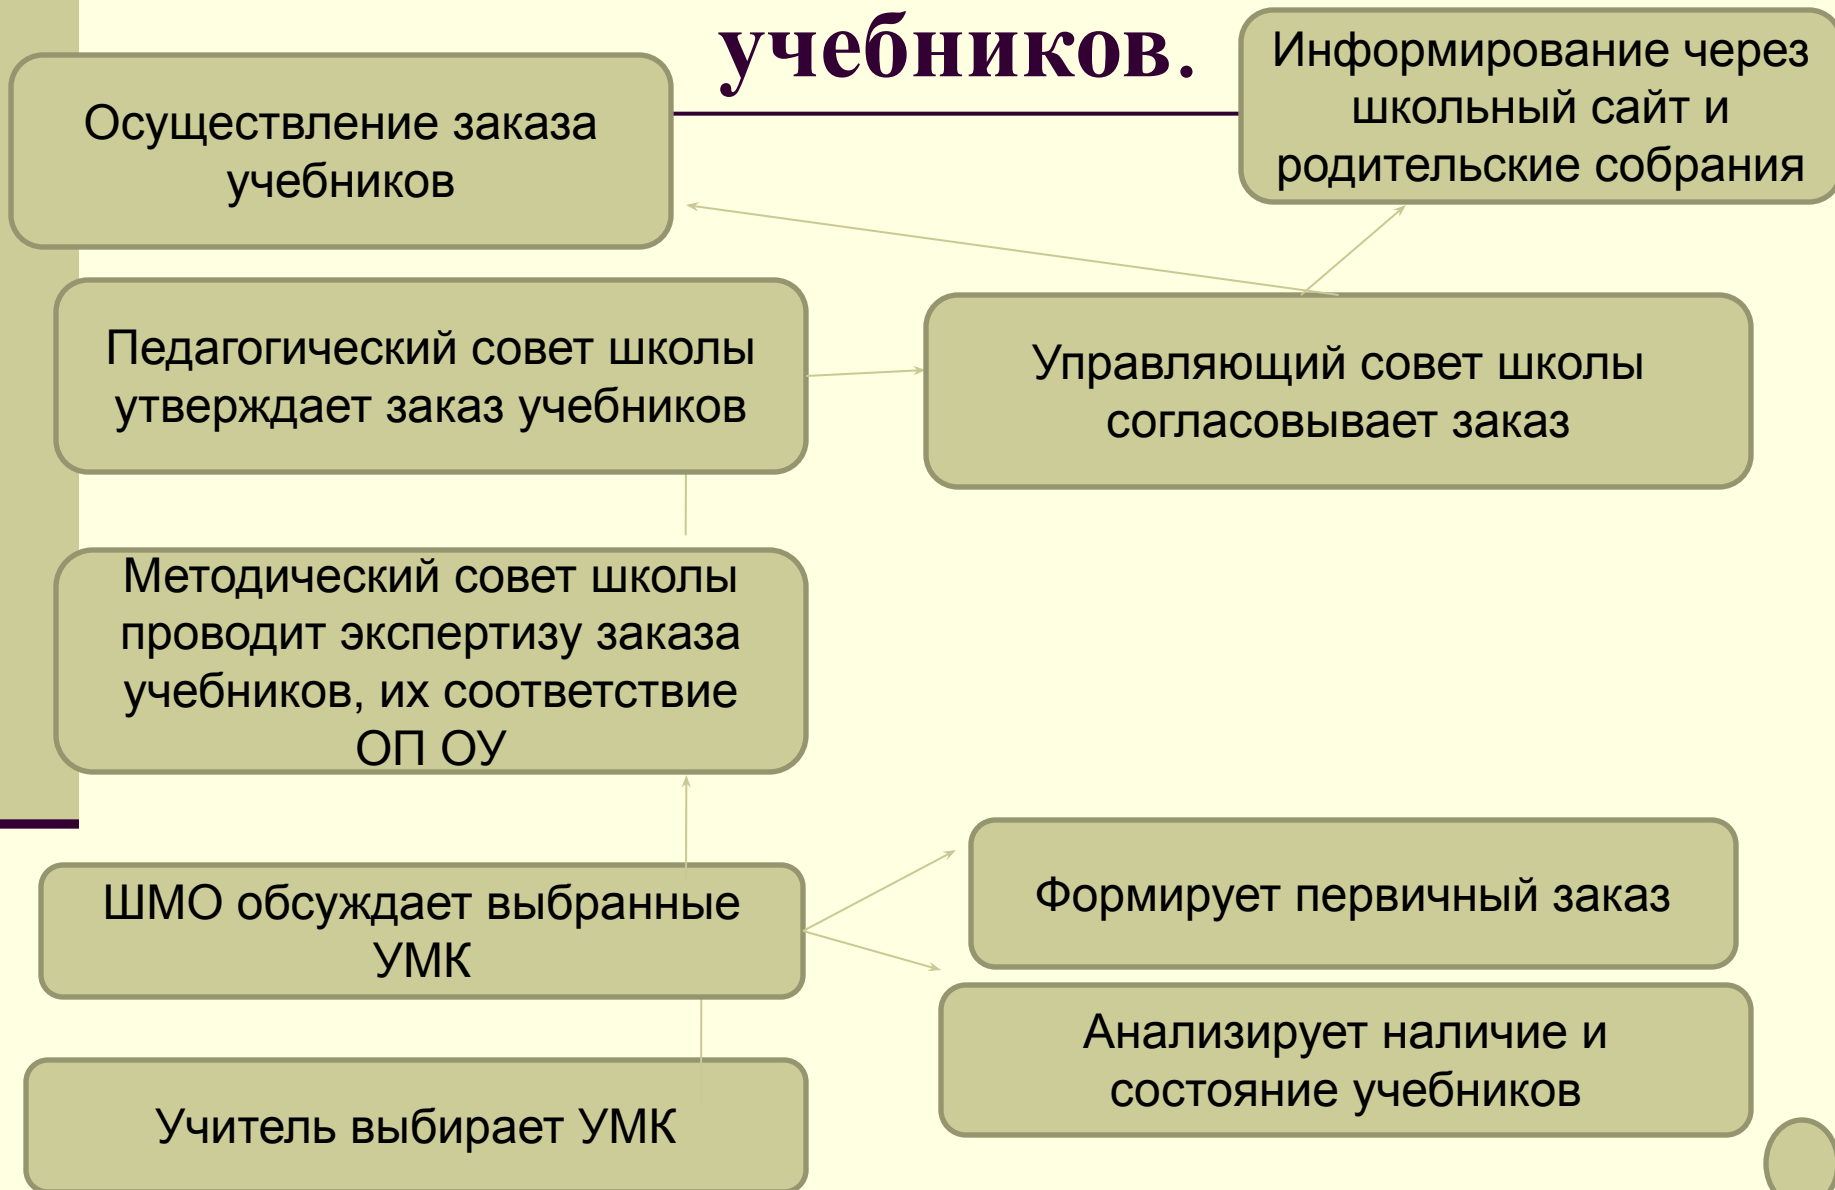 учебников.
Осуществление заказа
учебников
Информирование через
школьный сайт и
родительские собрания
Педагогический совет школы
утверждает заказ учебников
Управляющий совет школы
согласовывает заказ
Методический совет школы
проводит экспертизу заказа
учебников, их соответствие
ОП ОУ
ШМО обсуждает выбранные
УМК
Формирует первичный заказ
Анализирует наличие и
состояние учебников
Учитель выбирает УМК